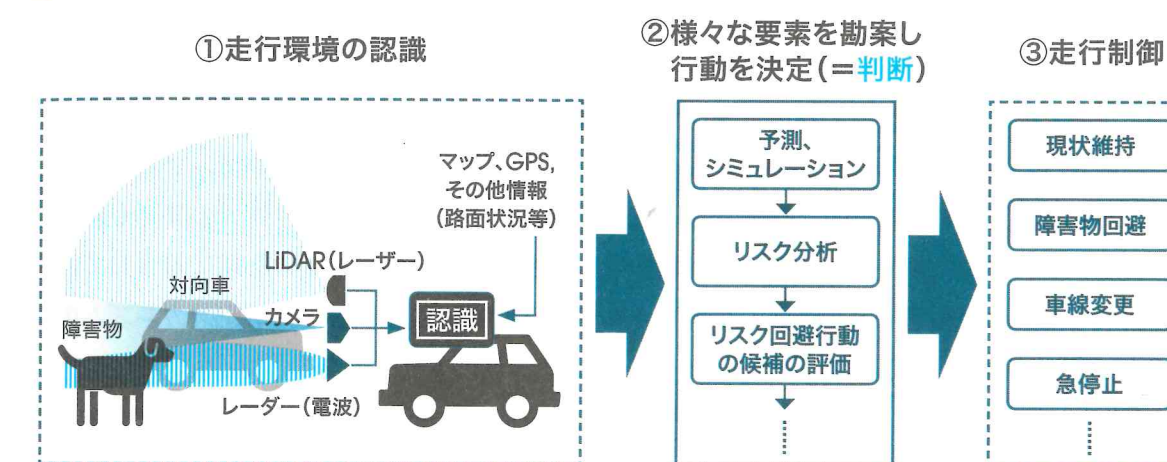 ①走行環境の認識
マップ、GPS,
その他情報
(路面状況等)
LiDAR(レーザー)
対向車
カメラ
障害物
認識
レーダー(電波)
②様々な要素を勘案し
行動を決定(=判断)
予測、
シミュレーション
リスク分析
リスク回避行動
の候補の評価
③走行制御
現状維持
障害物回避
車線変更
急停止